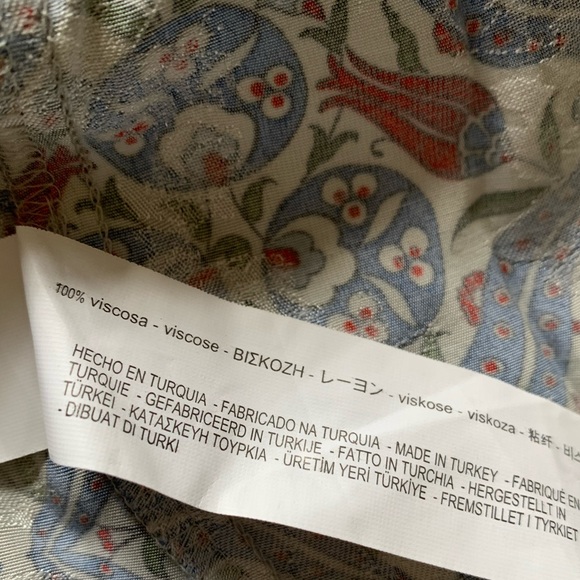 100% viscosa - viscose - ΒΙΣΚΟΖΗ - レーヨン - viskose - viskoza - 粘纤 -
HECHO EN TURQUIA - FABRICADO NA TURQUIA - MADE IN TURKEY - FABRIQUÉ EN
TURQUIE - GEFABRICEERD IN TURKIJE - FATTO IN TURCHIA - HERGESTELLT IN
TÜRKEI - ΚΑΤΑΣΚΕΥΗ ΤΟΥΡΚΙΑ - ÜRETİM YERİ TÜRKİYE - FREMSTILLET I TYRKIET
- DIBUAT DI TURKI